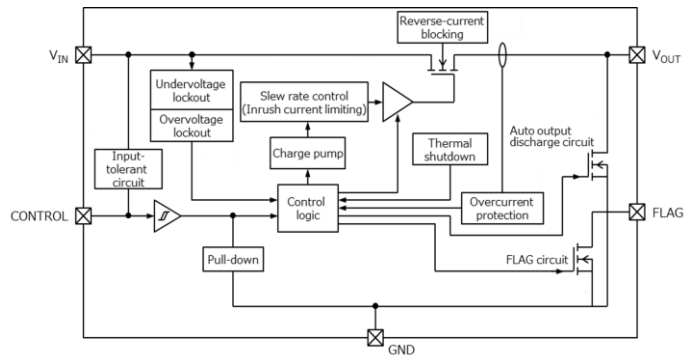 Reverse-current
blocking
VIN
VOUT
Undervoltage
lockout
Overvoltage
lockout
Slew rate control
(Inrush current limiting)
Auto output
discharge circuit
Charge pump
Thermal
shutdown
Input-
tolerant
circuit
CONTROL
Control
logic
Overcurrent
protection
FLAG
Pull-down
FLAG circuit
GND